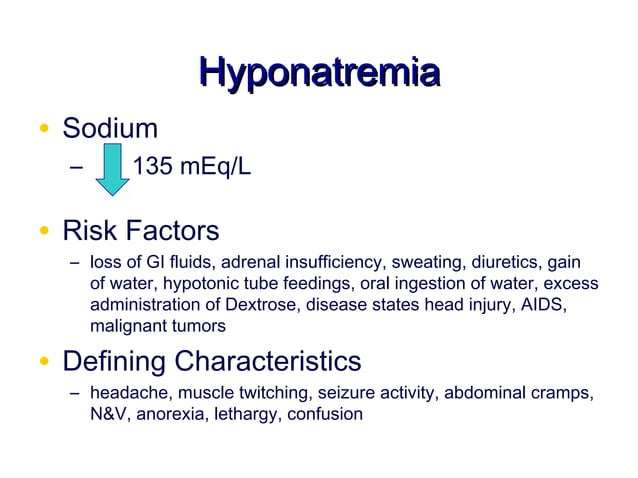 Hyponatremia
• Sodium
– 135 mEq/L
• Risk Factors
– loss of GI fluids, adrenal insufficiency, sweating, diuretics, gain
of water, hypotonic tube feedings, oral ingestion of water, excess
administration of Dextrose, disease states head injury, AIDS,
malignant tumors
• Defining Characteristics
– headache, muscle twitching, seizure activity, abdominal cramps,
N&V, anorexia, lethargy, confusion